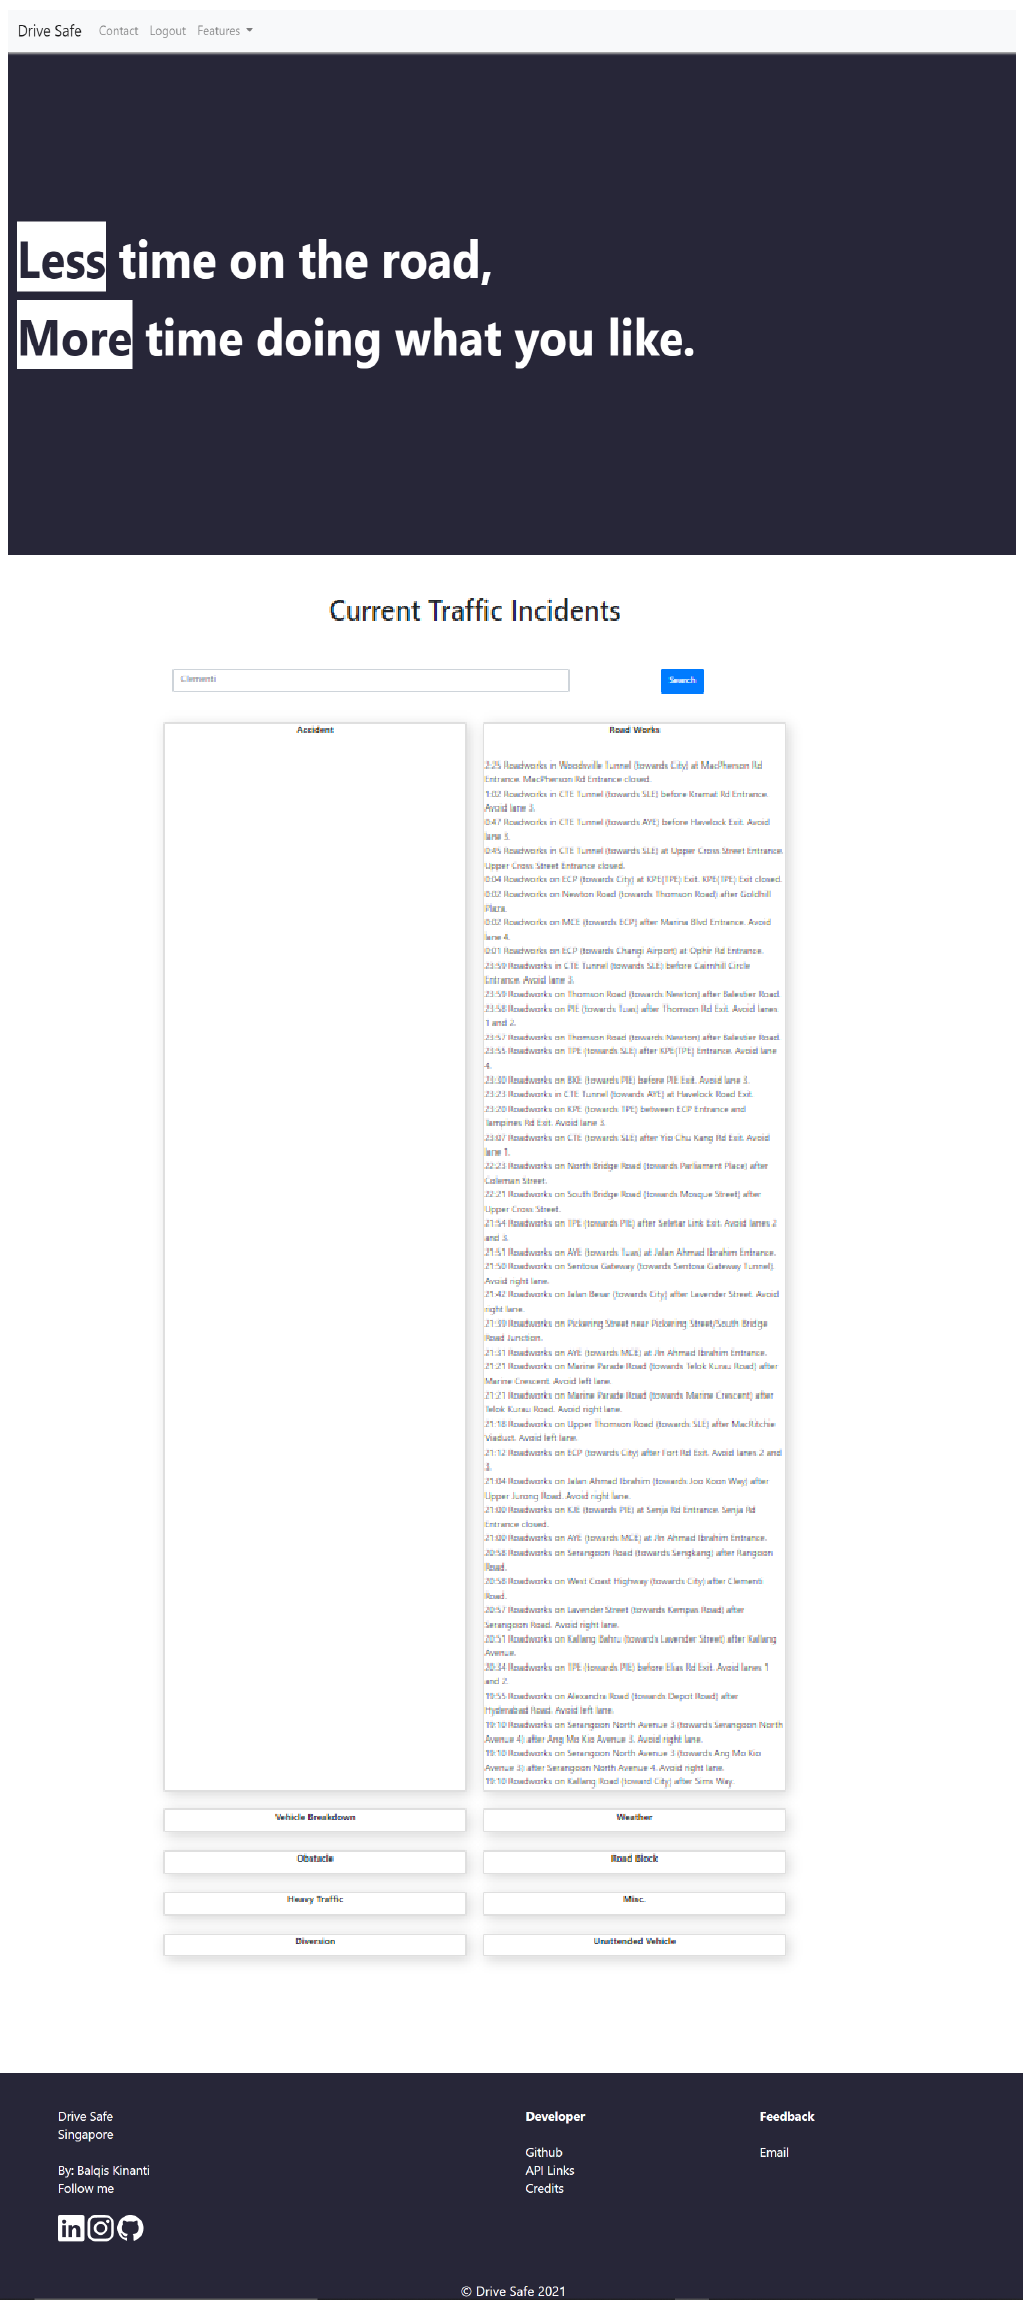 Drive Safe Contact Logout Features
Less time on the road,
More time doing what you like.
Current Traffic Incidents
Clementi Search
Accident
Road Works
2:25 Roadworks in Woodsville Tunnel (towards City) at MacPherson Rd
Entrance. MacPherson Rd Entrance closed.
1:02 Roadworks in CTE Tunnel (towards SLE) before Kramat Rd Entrance.
Avoid lane 3.
0:47 Roadworks in CTE Tunnel (towards AYE) before Havelock Exit. Avoid
lane 3.
0:45 Roadworks in CTE Tunnel (towards SLE) at Upper Cross Street Entrance.
Upper Cross Street Entrance closed.
0:04 Roadworks on ECP (towards City) at KPE(TPE) Exit. KPE(TPE) Exit closed.
0:02 Roadworks on Newton Road (towards Thomson Road) after Goldhill
Plaza.
0:02 Roadworks on MCE (towards ECP) after Marina Blvd Entrance. Avoid
lane 4.
0:01 Roadworks on ECP (towards Changi Airport) at Ophir Rd Entrance.
23:59 Roadworks in CTE Tunnel (towards SLE) before Cairnhill Circle
Entrance. Avoid lane 3.
23:59 Roadworks on Thomson Road (towards Newton) after Balestier Road.
23:58 Roadworks on PIE (towards Tuas) after Thomson Rd Exit. Avoid lanes
1 and 2.
23:57 Roadworks on Thomson Road (towards Newton) after Balestier Road.
23:55 Roadworks on TPE (towards SLE) after KPE(TPE) Entrance. Avoid lane
4.
23:30 Roadworks on BKE (towards PIE) before PIE Exit. Avoid lane 3.
23:23 Roadworks in CTE Tunnel (towards AYE) at Havelock Road Exit.
23:20 Roadworks on KPE (towards TPE) between ECP Entrance and
Tampines Rd Exit. Avoid lane 3.
23:07 Roadworks on CTE (towards SLE) after Yio Chu Kang Rd Exit. Avoid
lane 1.
22:23 Roadworks on North Bridge Road (towards Parliament Place) after
Coleman Street.
22:21 Roadworks on South Bridge Road (towards Mosque Street) after
Upper Cross Street.
21:54 Roadworks on TPE (towards PIE) after Seletar Link Exit. Avoid lanes 2
and 3.
21:51 Roadworks on AYE (towards Tuas) at Jalan Ahmad Ibrahim Entrance.
21:50 Roadworks on Sentosa Gateway (towards Sentosa Gateway Tunnel).
Avoid right lane.
21:42 Roadworks on Jalan Besar (towards City) after Lavender Street. Avoid
right lane.
21:39 Roadworks on Pickering Street near Pickering Street/South Bridge
Road Junction.
21:31 Roadworks on AYE (towards MCE) at Jln Ahmad Ibrahim Entrance.
21:21 Roadworks on Marine Parade Road (towards Telok Kurau Road) after
Marine Crescent. Avoid left lane.
21:21 Roadworks on Marine Parade Road (towards Marine Crescent) after
Telok Kurau Road. Avoid right lane.
21:18 Roadworks on Upper Thomson Road (towards SLE) after MacRitchie
Viaduct. Avoid left lane.
21:12 Roadworks on ECP (towards City) after Fort Rd Exit. Avoid lanes 2 and
3.
21:04 Roadworks on Jalan Ahmad Ibrahim (towards Joo Koon Way) after
Upper Jurong Road. Avoid right lane.
21:00 Roadworks on KJE (towards PIE) at Senja Rd Entrance. Senja Rd
Entrance closed.
21:00 Roadworks on AYE (towards MCE) at Jln Ahmad Ibrahim Entrance.
20:58 Roadworks on Serangoon Road (towards Sengkang) after Rangoon
Road.
20:58 Roadworks on West Coast Highway (towards City) after Clementi
Road.
20:57 Roadworks on Lavender Street (towards Kempas Road) after
Serangoon Road. Avoid right lane.
20:51 Roadworks on Kallang Bahru (towards Lavender Street) after Kallang
Avenue.
20:34 Roadworks on TPE (towards PIE) before Elias Rd Exit. Avoid lanes 1
and 2.
19:55 Roadworks on Alexandra Road (towards Depot Road) after
Hyderabad Road. Avoid left lane.
19:10 Roadworks on Serangoon North Avenue 3 (towards Serangoon North
Avenue 4) after Ang Mo Kio Avenue 3. Avoid right lane.
19:10 Roadworks on Serangoon North Avenue 3 (towards Ang Mo Kio
Avenue 3) after Serangoon North Avenue 4. Avoid right lane.
19:10 Roadworks on Kallang Road (toward City) after Sims Way.
Vehicle Breakdown
Weather
Obstacle
Road Block
Heavy Traffic
Misc.
Diversion
Unattended Vehicle
Drive Safe
Singapore
By: Balqis Kinanti
Follow me
Developer
Github
API Links
Credits
Feedback
Email
© Drive Safe 2021